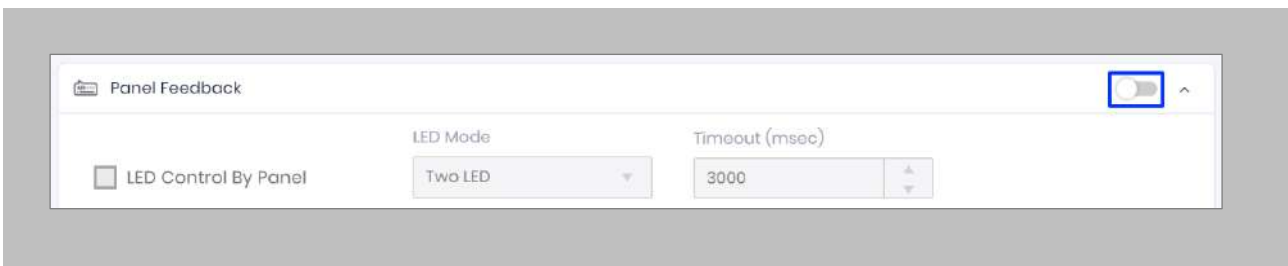 Panel Feedback
LED Mode
Timeout (msec)
LED Control By Panel
Two LED
3000